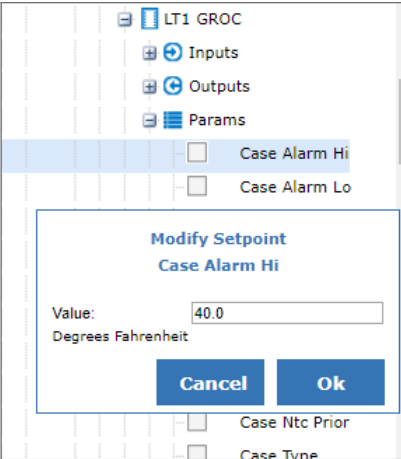 LT1 GROC
Inputs
Outputs
Params
Case Alarm Hi
Case Alarm Lo
Modify Setpoint
Case Alarm Hi
Value: 40.0
Degrees Fahrenheit
Cancel Ok
Case Ntc Prior
Case Type